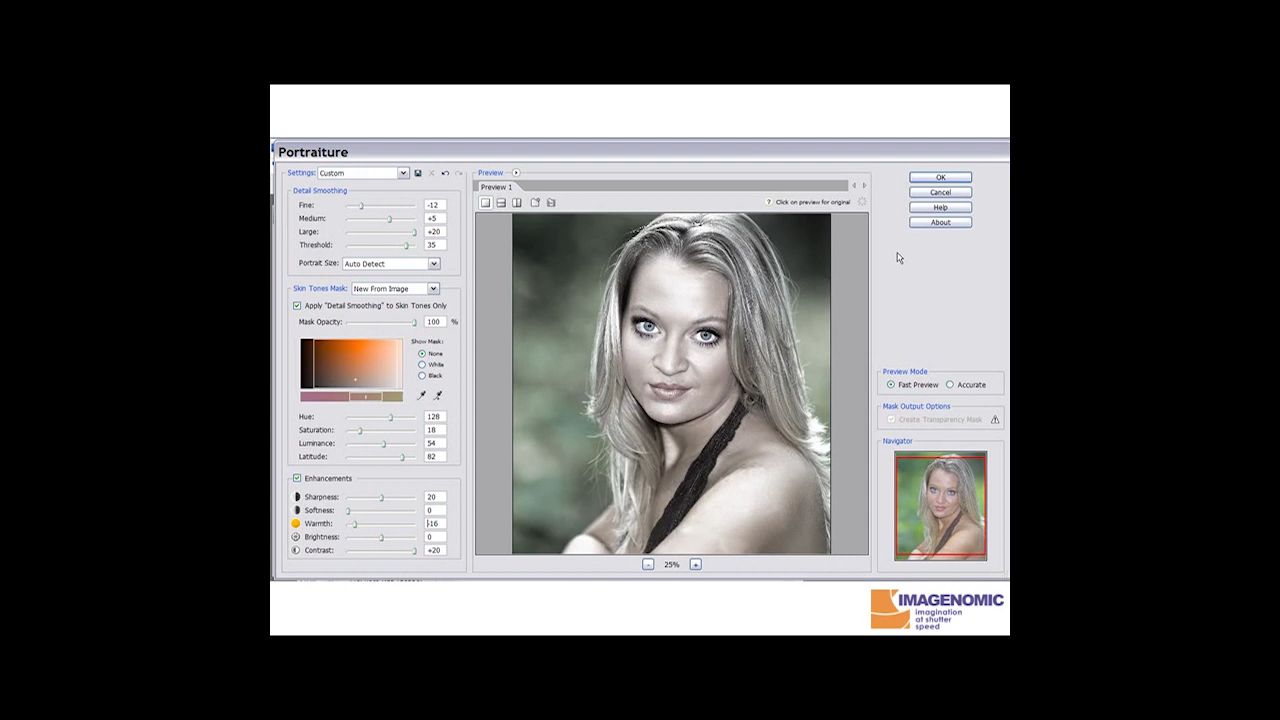 Portraiture
Settings: Custom
Detail Smoothing
Fine: -12
Medium: +5
Large: +20
Threshold: 35
Portrait Size: Auto Detect
Skin Tones Mask: New From Image
Apply "Detail Smoothing" to Skin Tones Only
Mask Opacity: 100 %
Show Mask:
None
White
Black
Hue: 128
Saturation: 18
Luminance: 54
Latitude: 82
Enhancements
Sharpness: 20
Softness: 0
Warmth: -16
Brightness: 0
Contrast: +20
Preview
Preview 1
? Click on preview for original
- 25% +
OK
Cancel
Help
About
Preview Mode
Fast Preview Accurate
Mask Output Options
Create Transparency Mask
Navigator
IMAGENOMIC
imagination
at shutter
speed